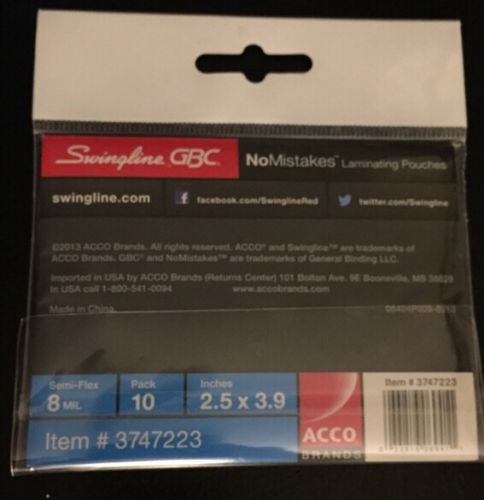 Swingline GBC NoMistakes™ Laminating Pouches
swingline.com facebook.com/SwinglineRed twitter.com/Swingline
©2013 ACCO Brands. All rights reserved. ACCO® and Swingline™ are trademarks of
ACCO Brands. GBC® and NoMistakes™ are trademarks of General Binding LLC.
Imported in USA by ACCO Brands (Returns Center) 101 Bolton Ave. 9E Booneville, MS 38829
In USA call 1-800-541-0094 www.accobrands.com
Made in China.
Semi-Flex Pack Inches Item # 3747223
8 MIL 10 2.5 x 3.9
Item # 3747223 ACCO
BRANDS